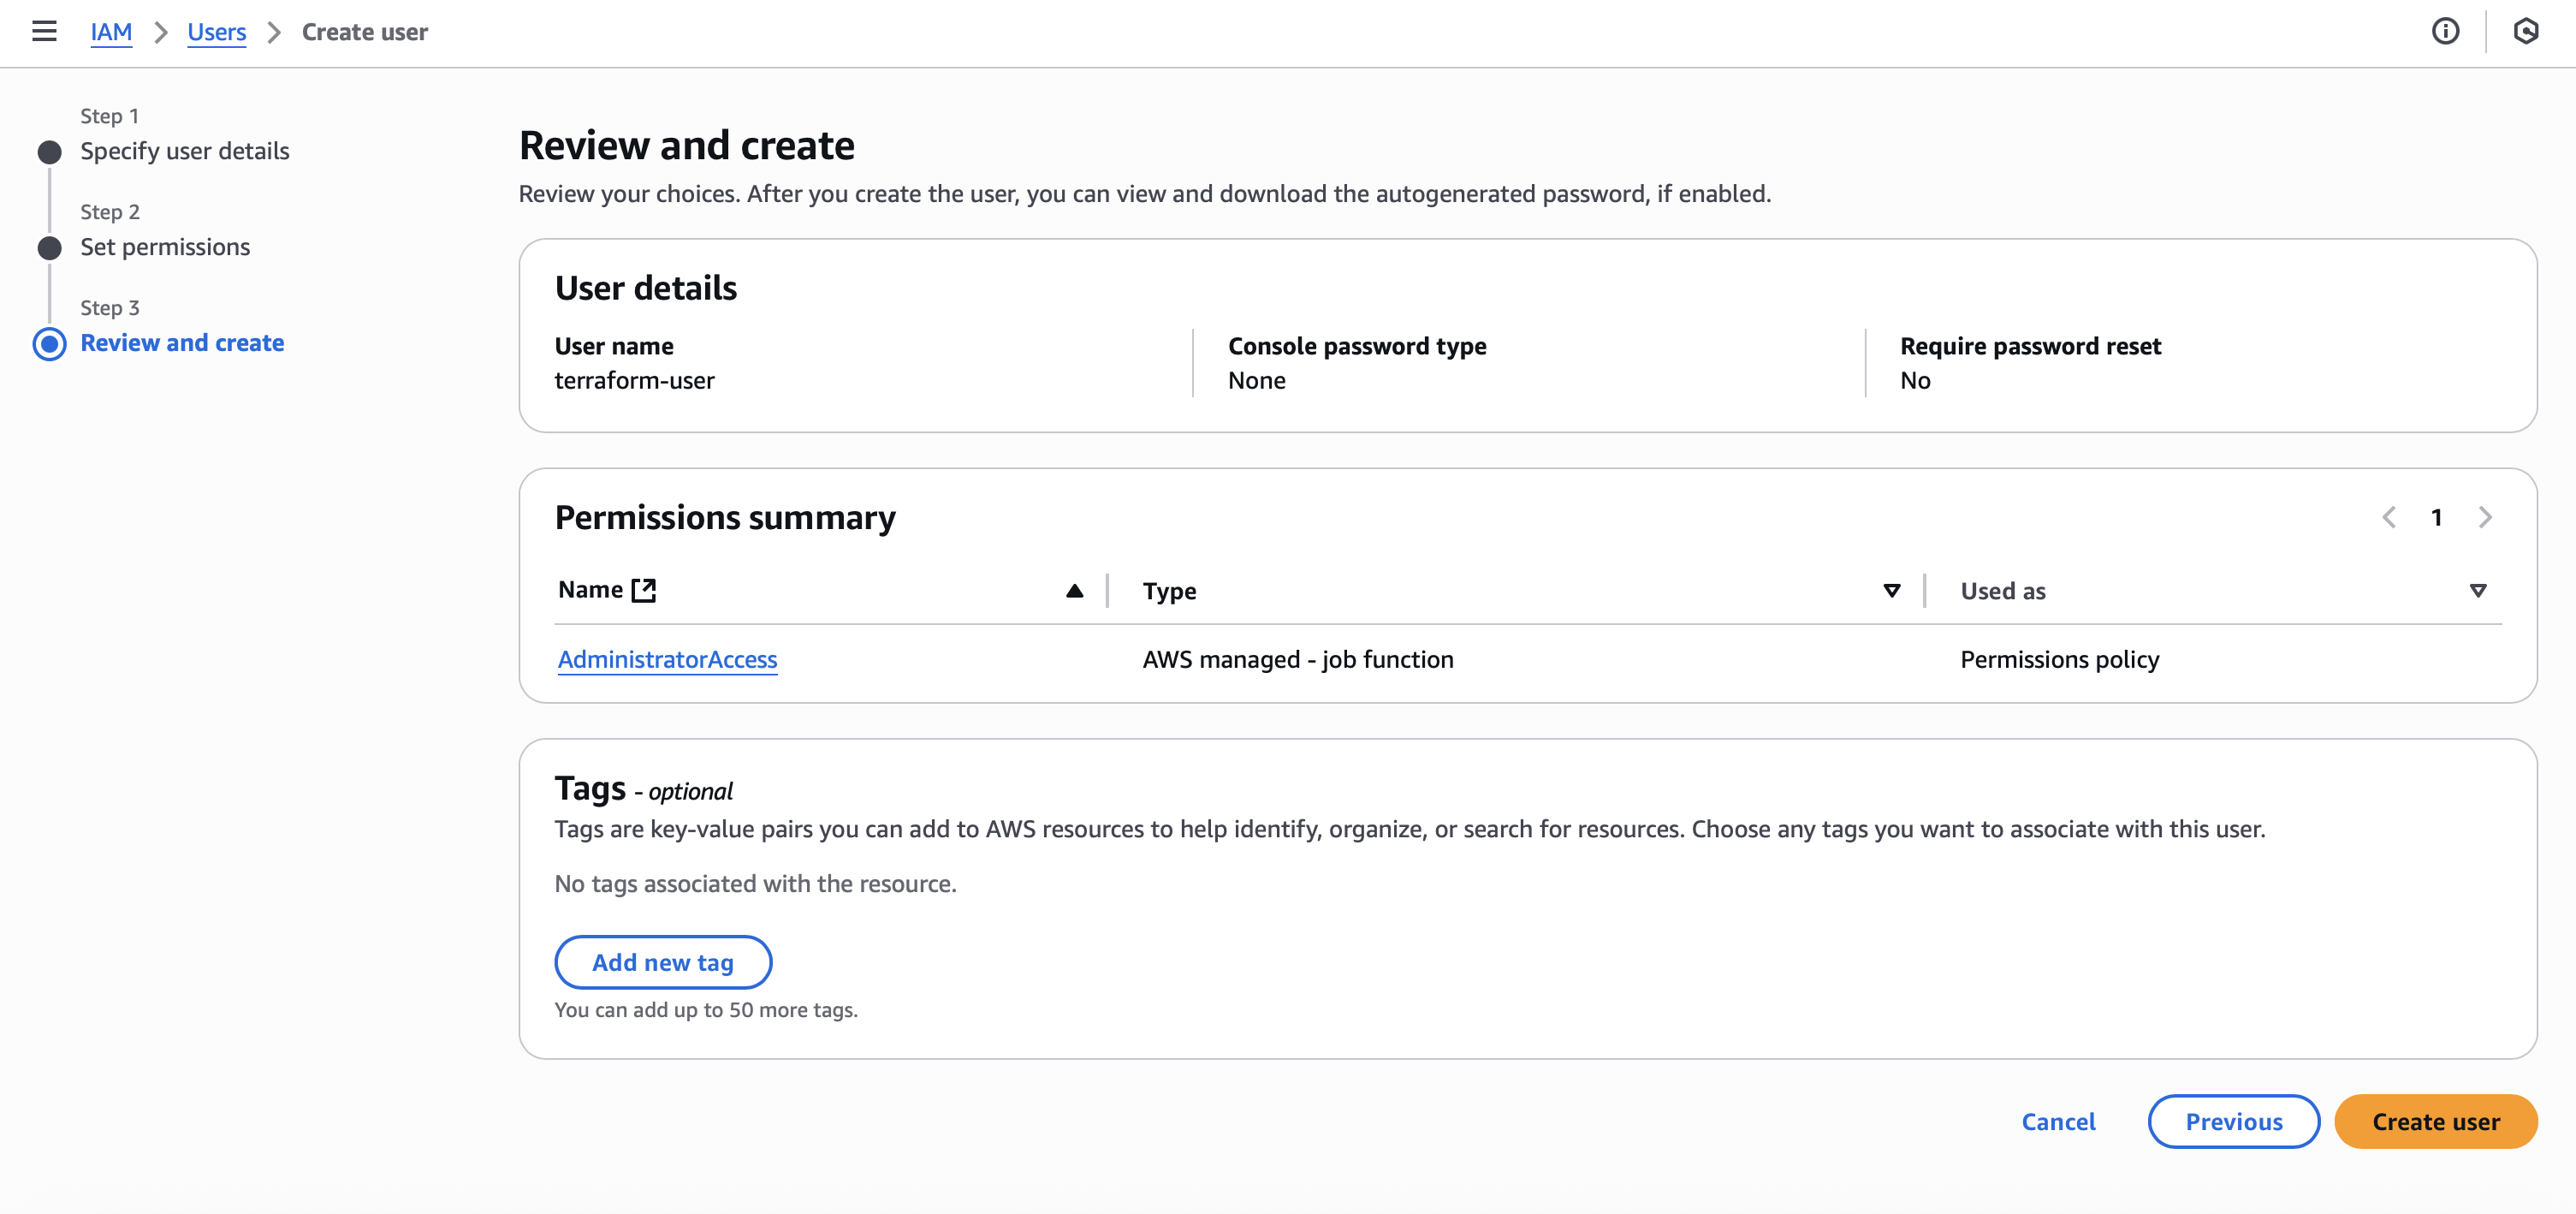 IAM > Users > Create user
Step 1
Specify user details
Step 2
Set permissions
Step 3
Review and create
Review and create
Review your choices. After you create the user, you can view and download the autogenerated password, if enabled.
User details
User name
terraform-user
Console password type
None
Require password reset
No
Permissions summary
1
Name Type Used as
AdministratorAccess AWS managed - job function Permissions policy
Tags - optional
Tags are key-value pairs you can add to AWS resources to help identify, organize, or search for resources. Choose any tags you want to associate with this user.
No tags associated with the resource.
Add new tag
You can add up to 50 more tags.
Cancel Previous Create user